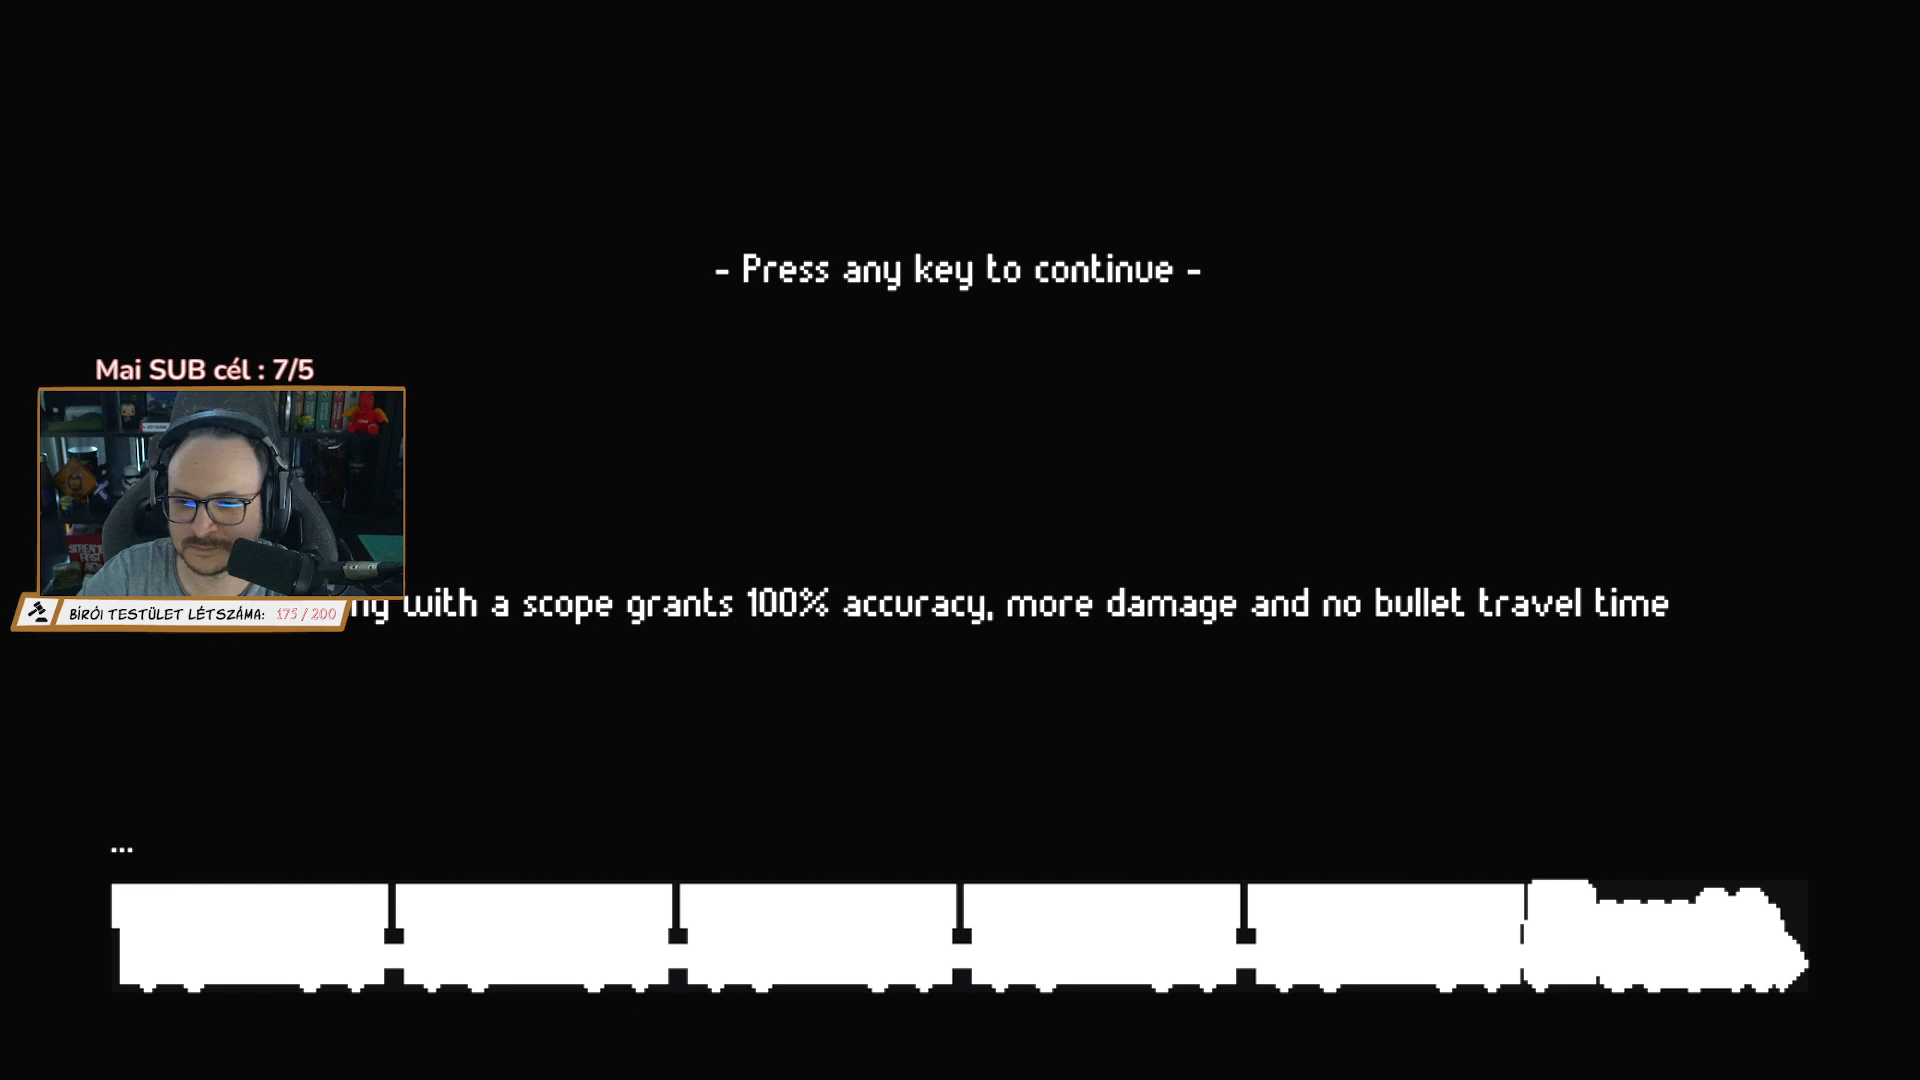 - Press any key to continue -
Mai SUB cél : 7/5
with a scope grants 100% accuracy, more damage and no bullet travel time
BÍRÓI TESTÜLET LÉTSZÁMA: 175 / 200
...